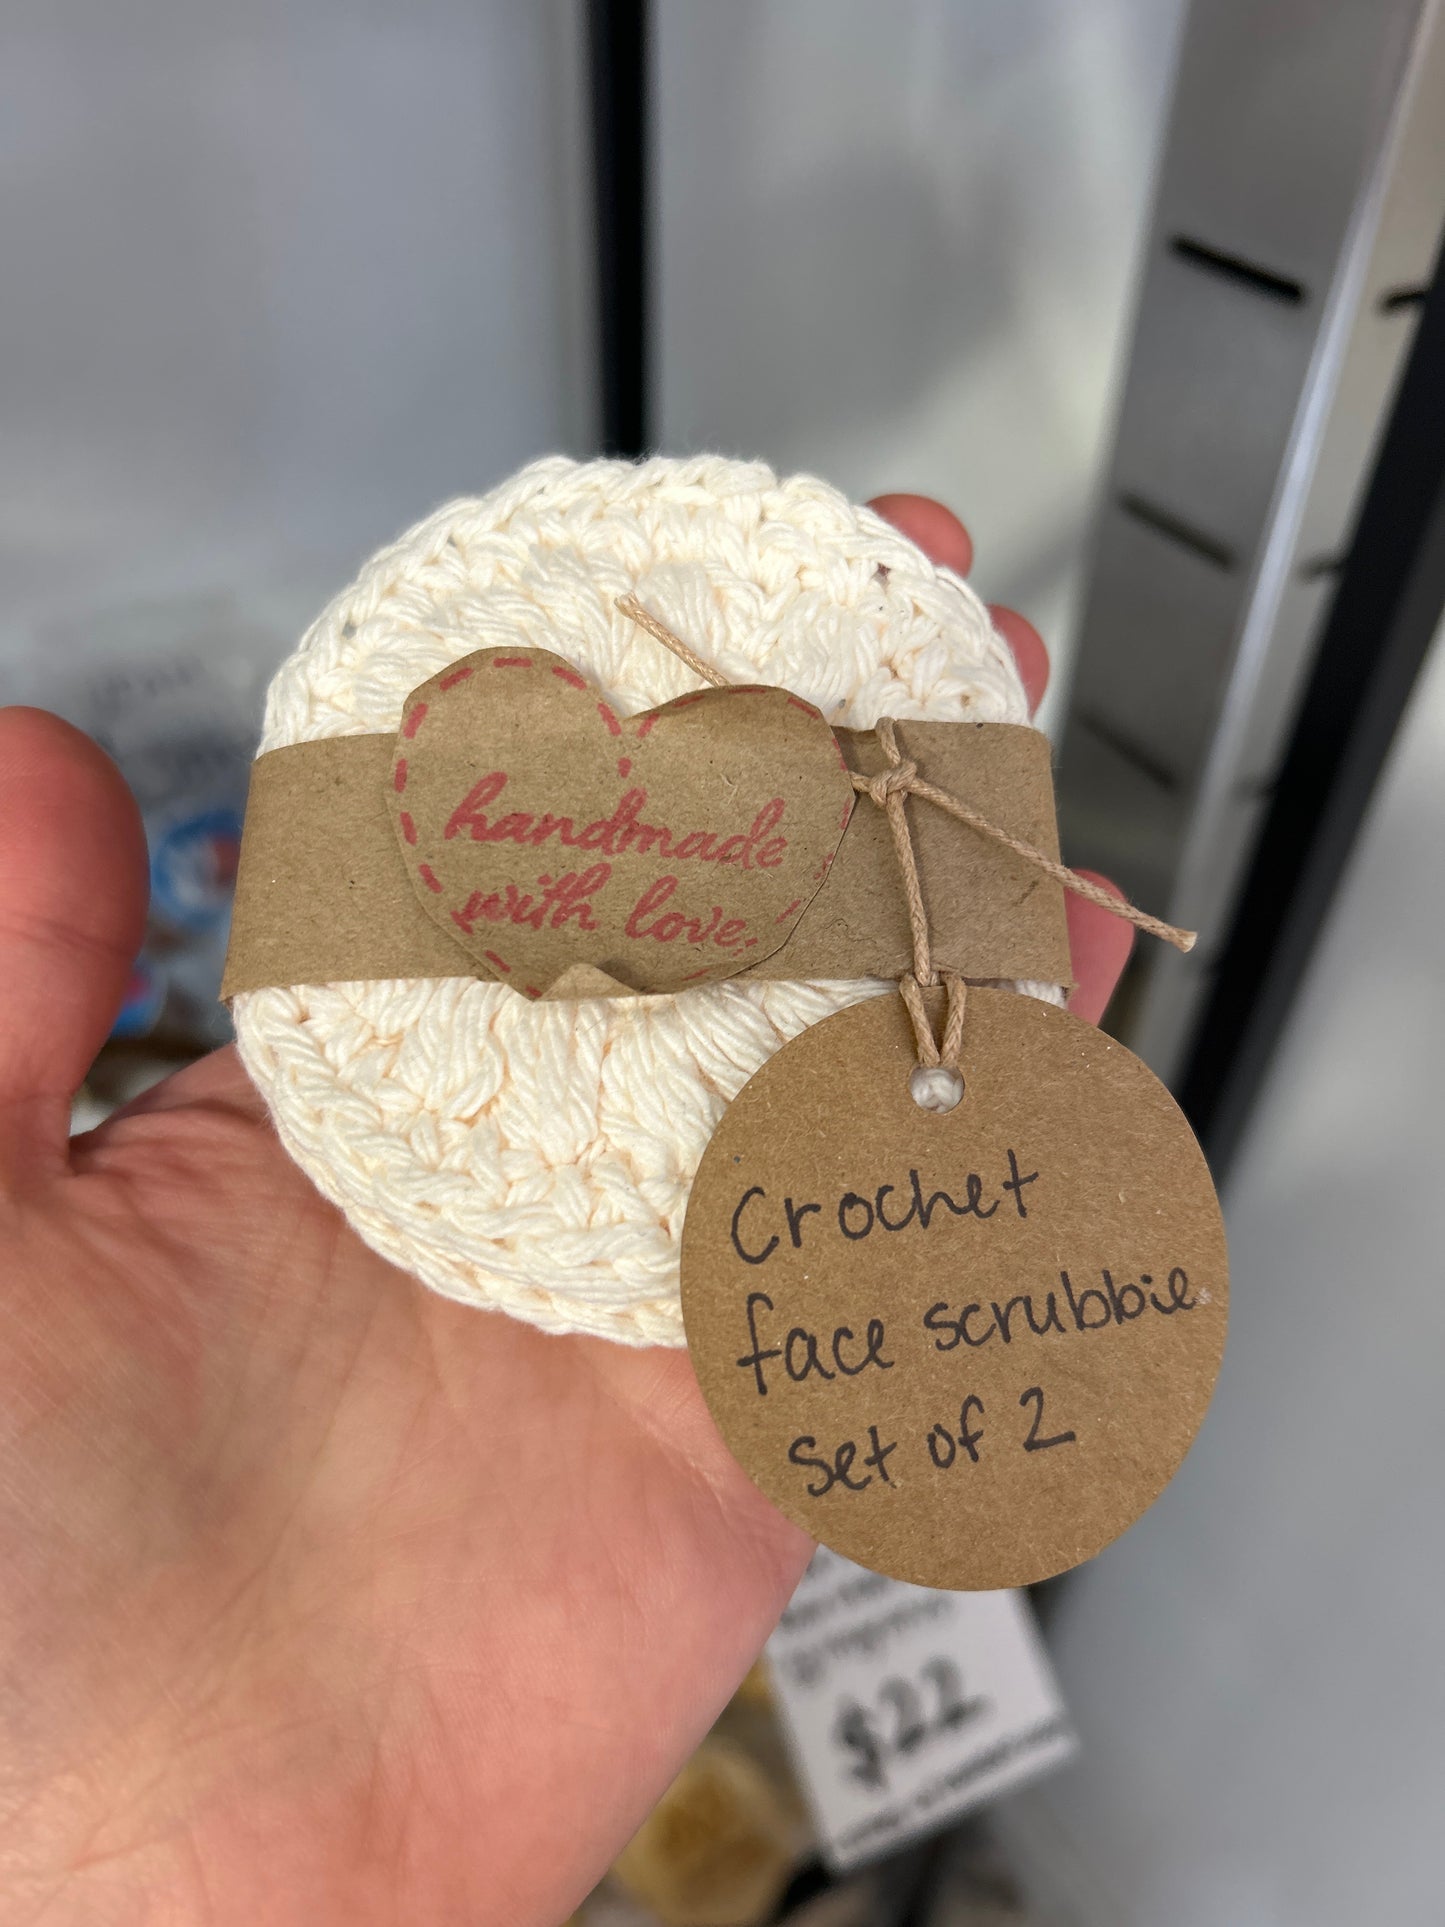 handmade
with love.
Crochet
face scrubbie
set of 2
$22